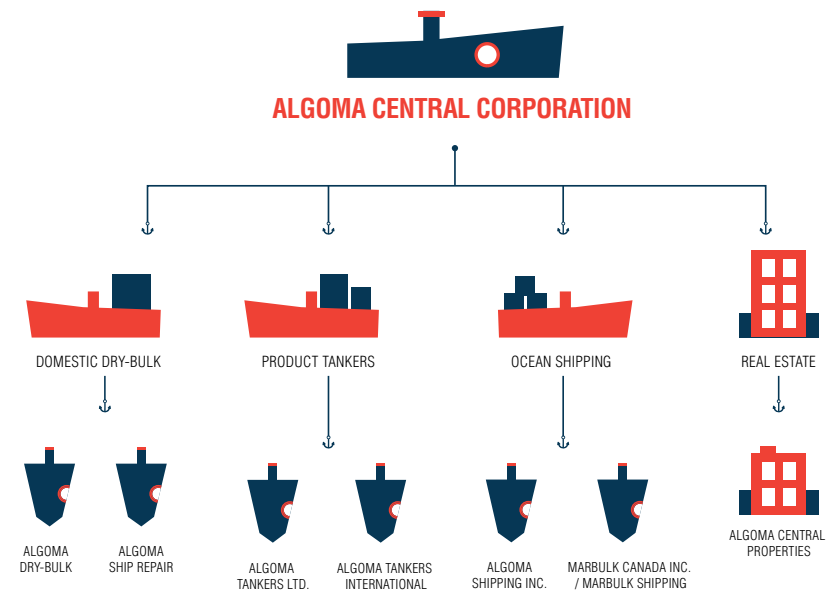 ALGOMA CENTRAL CORPORATION
DOMESTIC DRY-BULK
PRODUCT TANKERS
OCEAN SHIPPING
REAL ESTATE
ALGOMA
DRY-BULK
ALGOMA
SHIP REPAIR
ALGOMA
TANKERS LTD.
ALGOMA TANKERS
INTERNATIONAL
ALGOMA
SHIPPING INC.
MARBULK CANADA INC.
/ MARBULK SHIPPING
ALGOMA CENTRAL
PROPERTIES